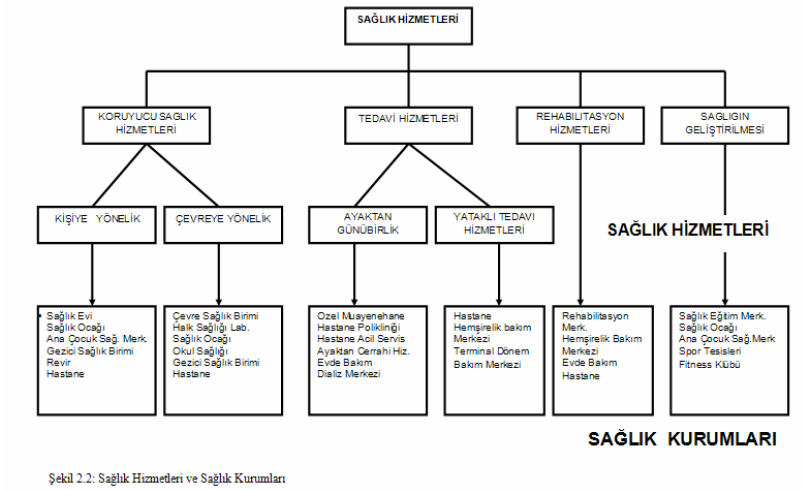 SAĞLIK HİZMETLERİ
KORUYUCU SAGLIK
HİZMETLERİ
TEDAVİ HİZMETLERİ
REHABILITASYON
HİZMETLERİ
SAGLIGIN
GELİŞTİRİLMESİ
KİŞİYE YÖNELİK
ÇEVREYE YÖNELİK
AYAKTAN
GÜNÜBİRLİK
YATAKLI TEDAVI
HİZMETLERİ
SAĞLIK HİZMETLERİ
• Sağlık Evi
Sağlık Ocağı
Ana Çocuk Sağ. Merk.
Gezici Sağlık Birimi
Revir
Hastane
Çevre Sağlık Birimi
Halk Sağlığı Lab.
Sağlık Ocağı
Okul Sağlığı
Gezici Sağlık Birimi
Hastane
Ozel Muayenehane
Hastane Polikliniği
Hastane Acil Servis
Ayaktan Cerrahi Hiz.
Evde Bakım
Dializ Merkezi
Hastane
Hemşirelik bakım
Merkezi
Terminal Dönem
Bakım Merkezi
Rehabilitasyon
Merk.
Hemşirelik Bakım
Merkezi
Evde Bakım
Hastane
Sağlık Eğitim Merk.
Sağlık Ocağı
Ana Çocuk Sağ.Merk
Spor Tesisleri
Fitness Klübü
SAĞLIK KURUMLARI
Şekil 2.2: Sağlık Hizmetleri ve Sağlık Kurumları